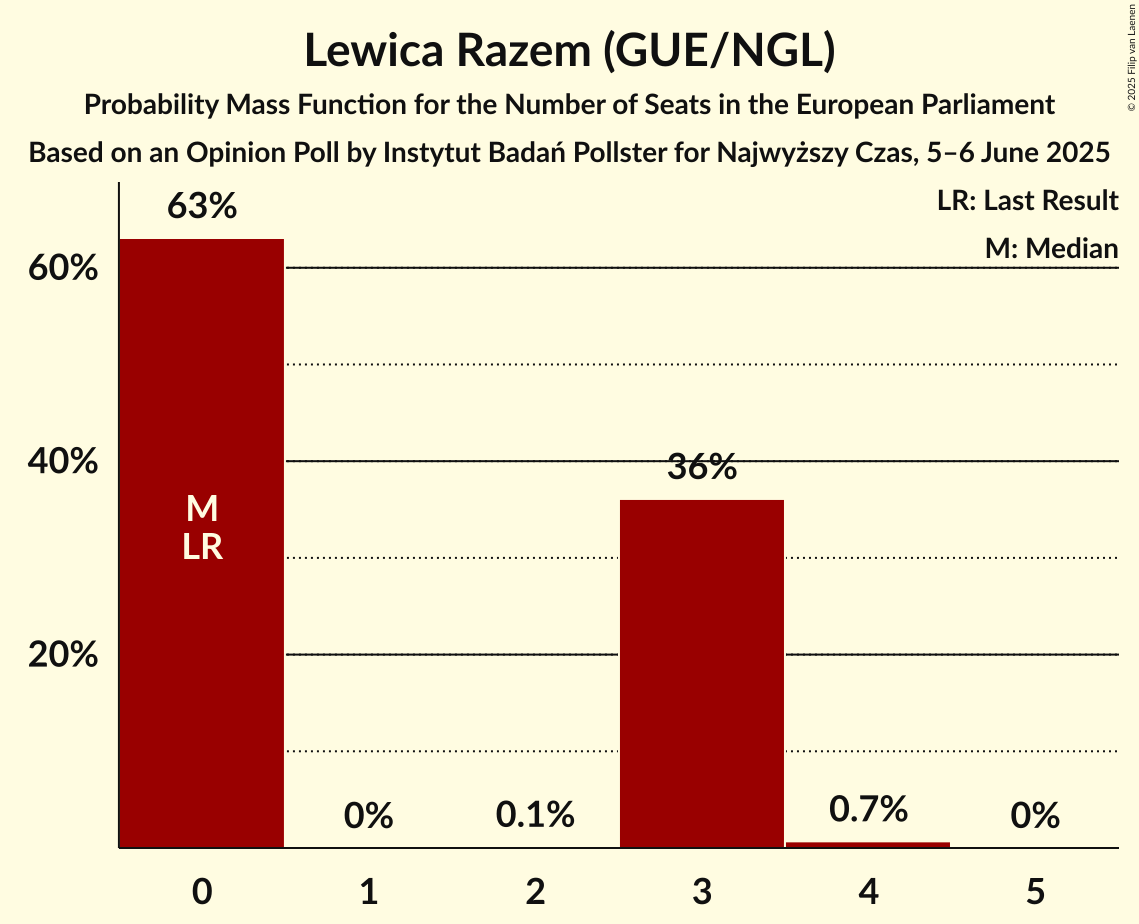 Lewica Razem (GUE/NGL)
Probability Mass Function for the Number of Seats in the European Parliament
Based on an Opinion Poll by Instytut Badań Pollster for Najwyższy Czas, 5–6 June 2025
© 2025 Filip van Laenen
LR: Last Result
M: Median
63%
60%
40%
36%
M
LR
20%
0%
0.1%
0.7%
0%
0
1
2
3
4
5